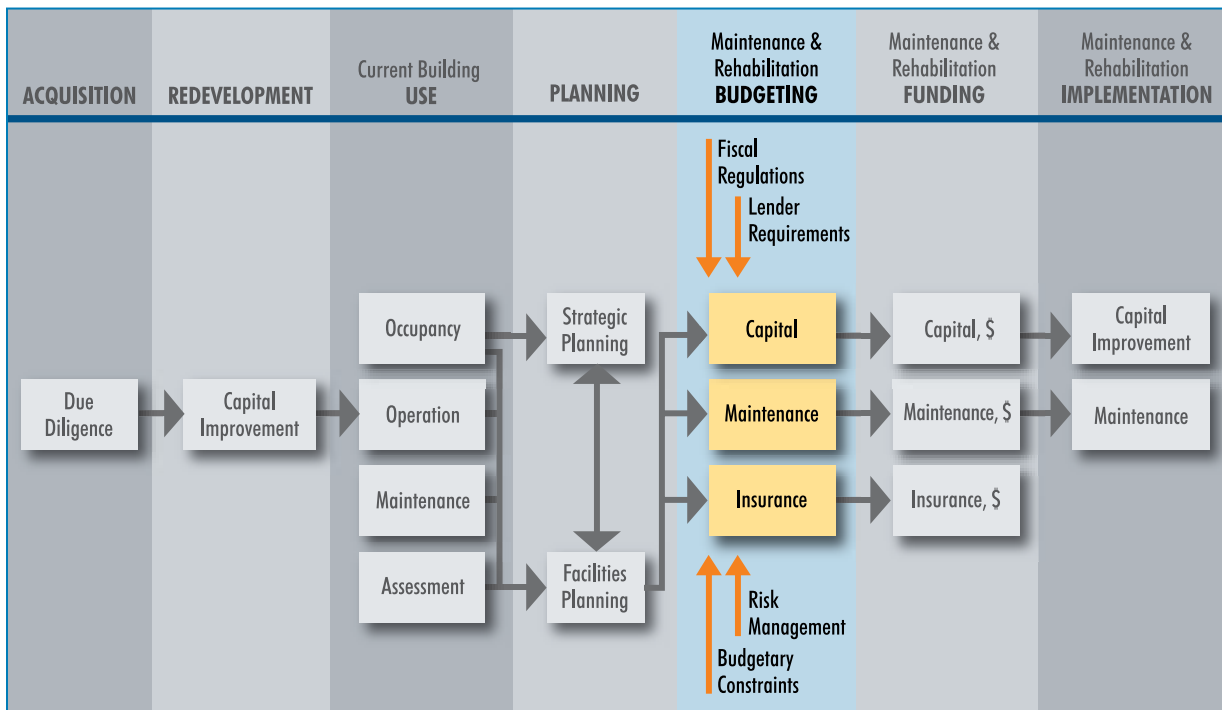 ACQUISITION
REDEVELOPMENT
Current Building
USE
PLANNING
Maintenance &
Rehabilitation
BUDGETING
Maintenance &
Rehabilitation
FUNDING
Maintenance &
Rehabilitation
IMPLEMENTATION
Fiscal
Regulations
Lender
Requirements
Due
Diligence
Capital
Improvement
Occupancy
Operation
Maintenance
Assessment
Strategic
Planning
Facilities
Planning
Capital
Maintenance
Insurance
Capital, $
Maintenance, $
Insurance, $
Capital
Improvement
Maintenance
Risk
Management
Budgetary
Constraints